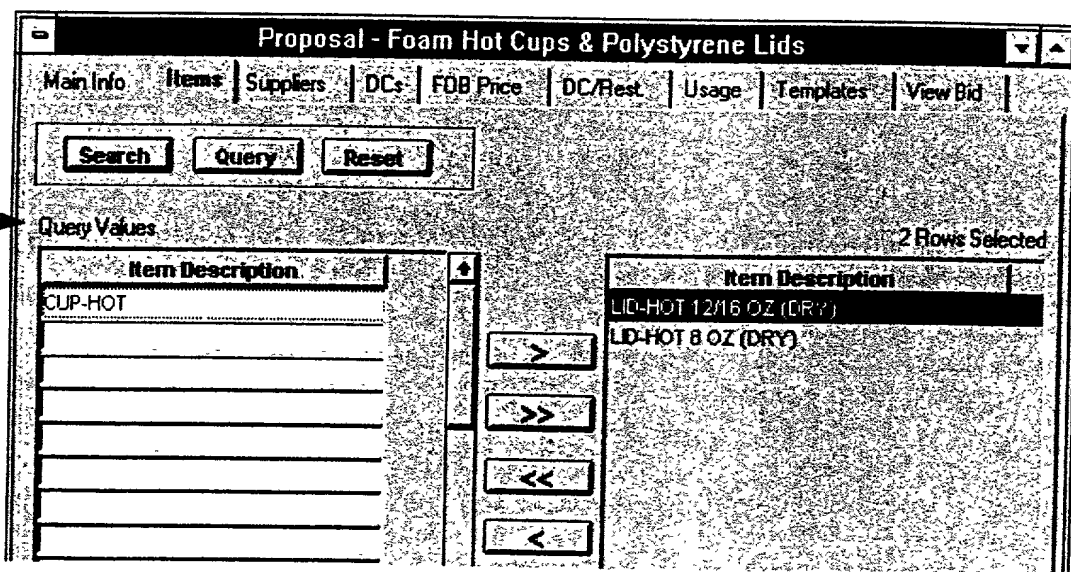 Proposal - Foam Hot Cups & Polystyrene Lids
Main Info Items Suppliers DCs FOB Price DC/Rest. Usage Templates View Bid
Search Query Reset
Query Values
2 Rows Selected
Item Description
Item Description
CUP-HOT
LID-HOT 12/16 OZ (DRY)
LID-HOT 8 OZ (DRY)
>
>>
<<
<